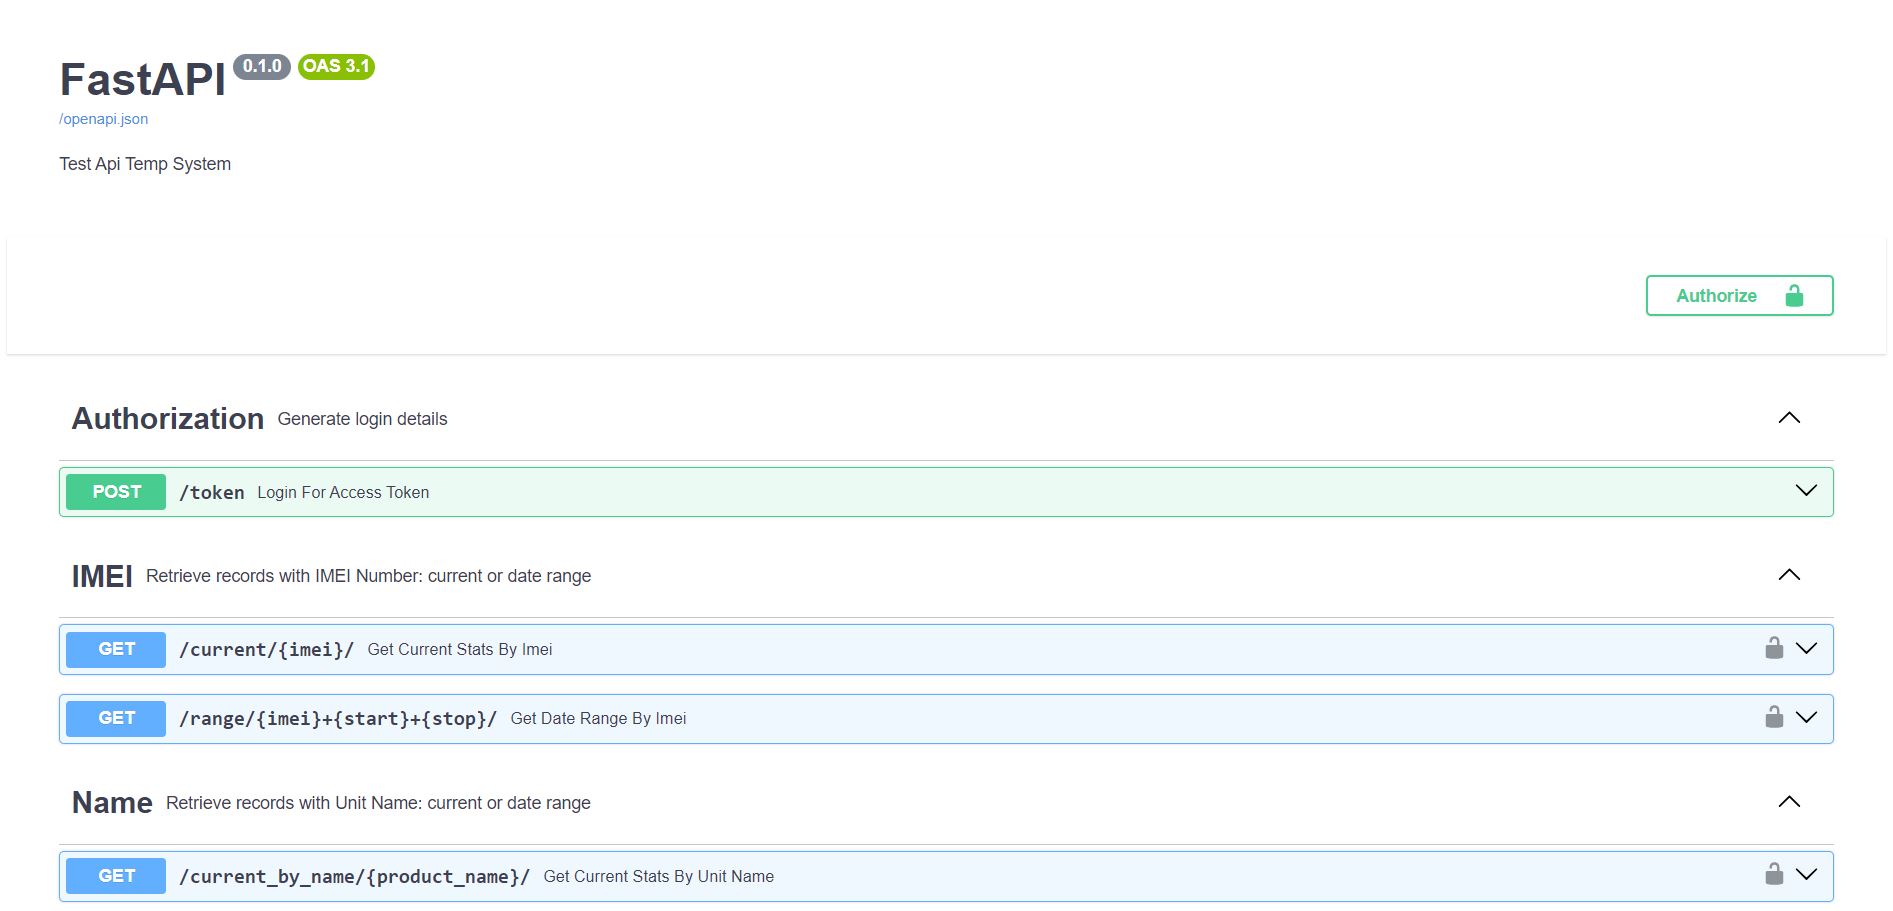 FastAPI 0.1.0 OAS 3.1
/openapi.json
Test Api Temp System
Authorize
Authorization Generate login details
POST /token Login For Access Token
IMEI Retrieve records with IMEI Number: current or date range
GET /current/{imei}/ Get Current Stats By Imei
GET /range/{imei}+{start}+{stop}/ Get Date Range By Imei
Name Retrieve records with Unit Name: current or date range
GET /current_by_name/{product_name}/ Get Current Stats By Unit Name